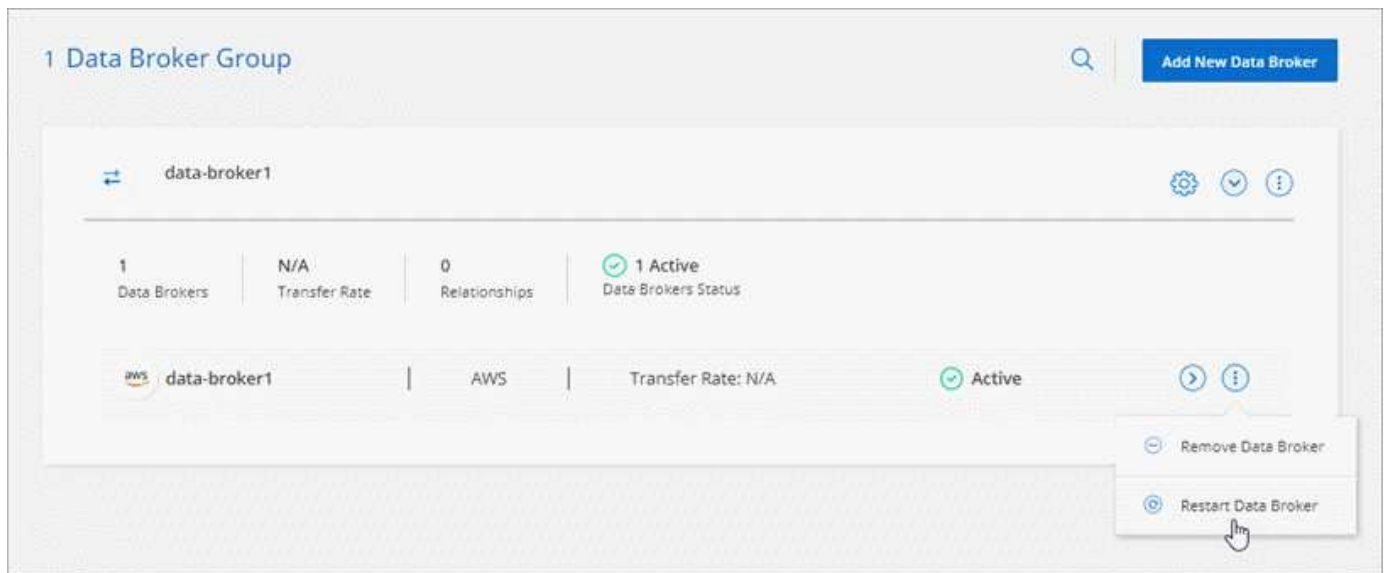 1 Data Broker Group
Add New Data Broker
data-broker1
1 N/A 0 1 Active
Data Brokers Transfer Rate Relationships Data Brokers Status
aws data-broker1 | AWS | Transfer Rate: N/A Active
Remove Data Broker
Restart Data Broker